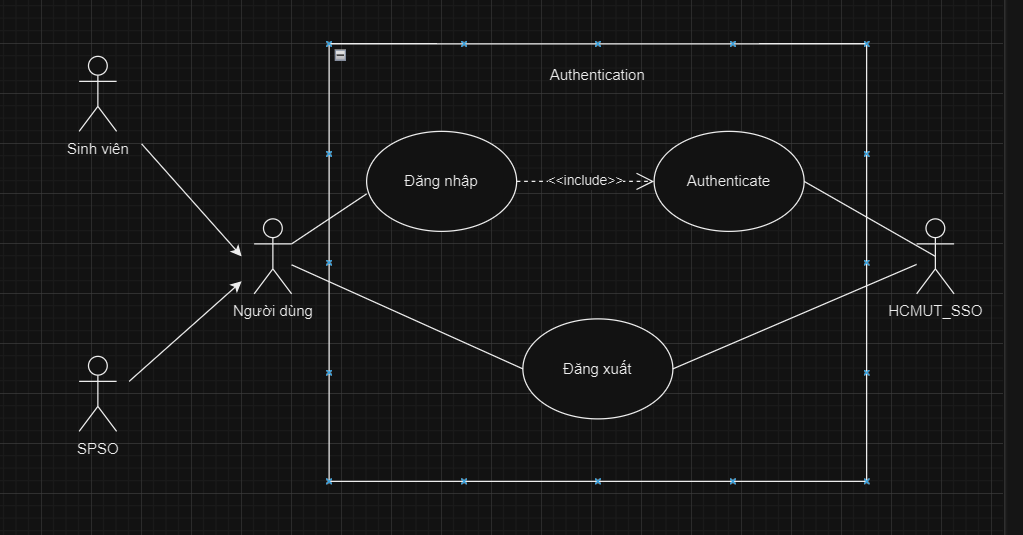 Authentication
Sinh viên
Đăng nhập
<<include>>
Authenticate
Người dùng
HCMUT_SSO
Đăng xuất
SPSO